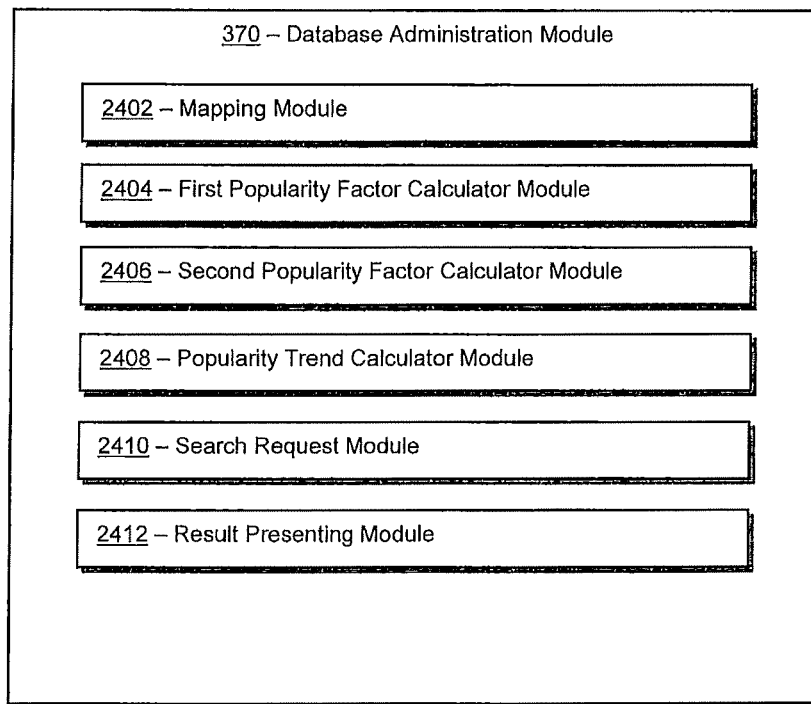 370 – Database Administration Module
2402 – Mapping Module
2404 – First Popularity Factor Calculator Module
2406 – Second Popularity Factor Calculator Module
2408 – Popularity Trend Calculator Module
2410 – Search Request Module
2412 – Result Presenting Module